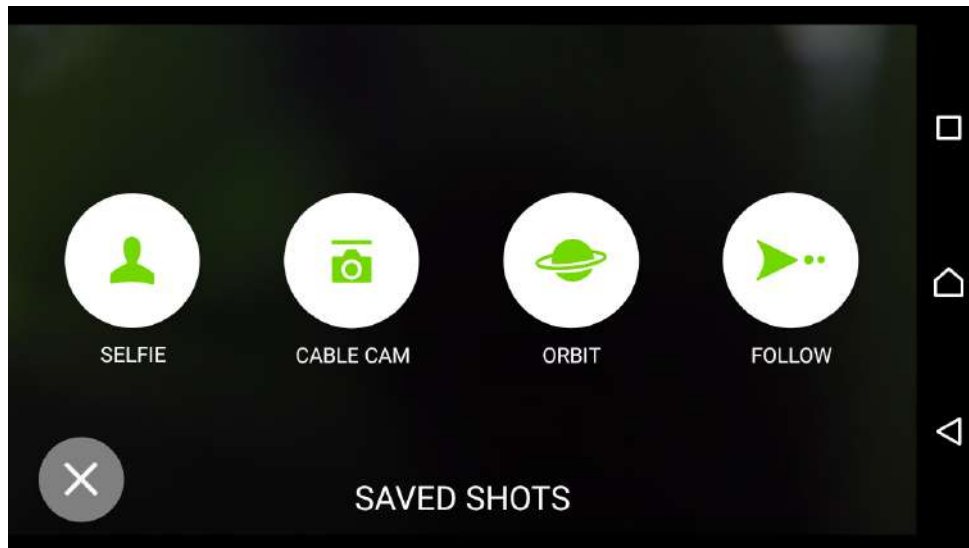 SELFIE
CABLE CAM
ORBIT
FOLLOW
SAVED SHOTS